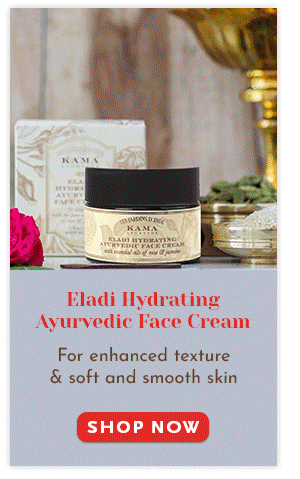 KAMA
ELADI
HYDRATING
AYURVEDIC
FACE CREAM
KAMA
ELADI HYDRATING
AYURVEDIC FACE CREAM
with essential oils of rose & jasmine
Eladi Hydrating
Ayurvedic Face Cream
For enhanced texture
& soft and smooth skin
SHOP NOW